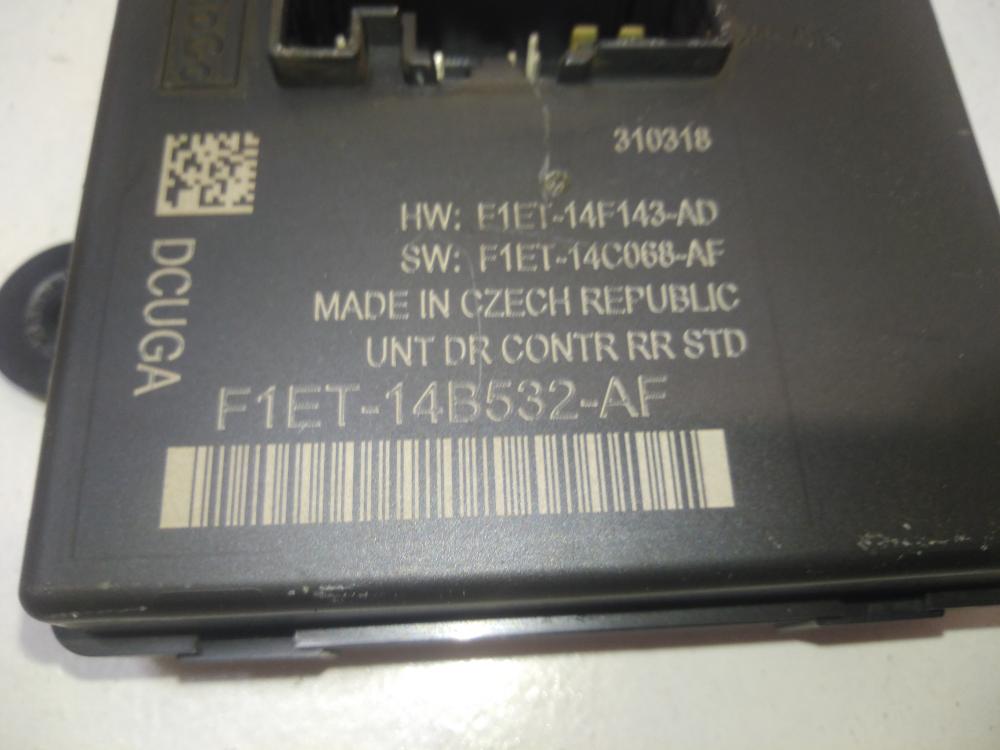 310318
HW: F1ET-14F143-AD
SW: F1ET-14C068-AF
MADE IN CZECH REPUBLIC
UNT DR CONTR RR STD
F1ET-14B532-AF
DCUGA